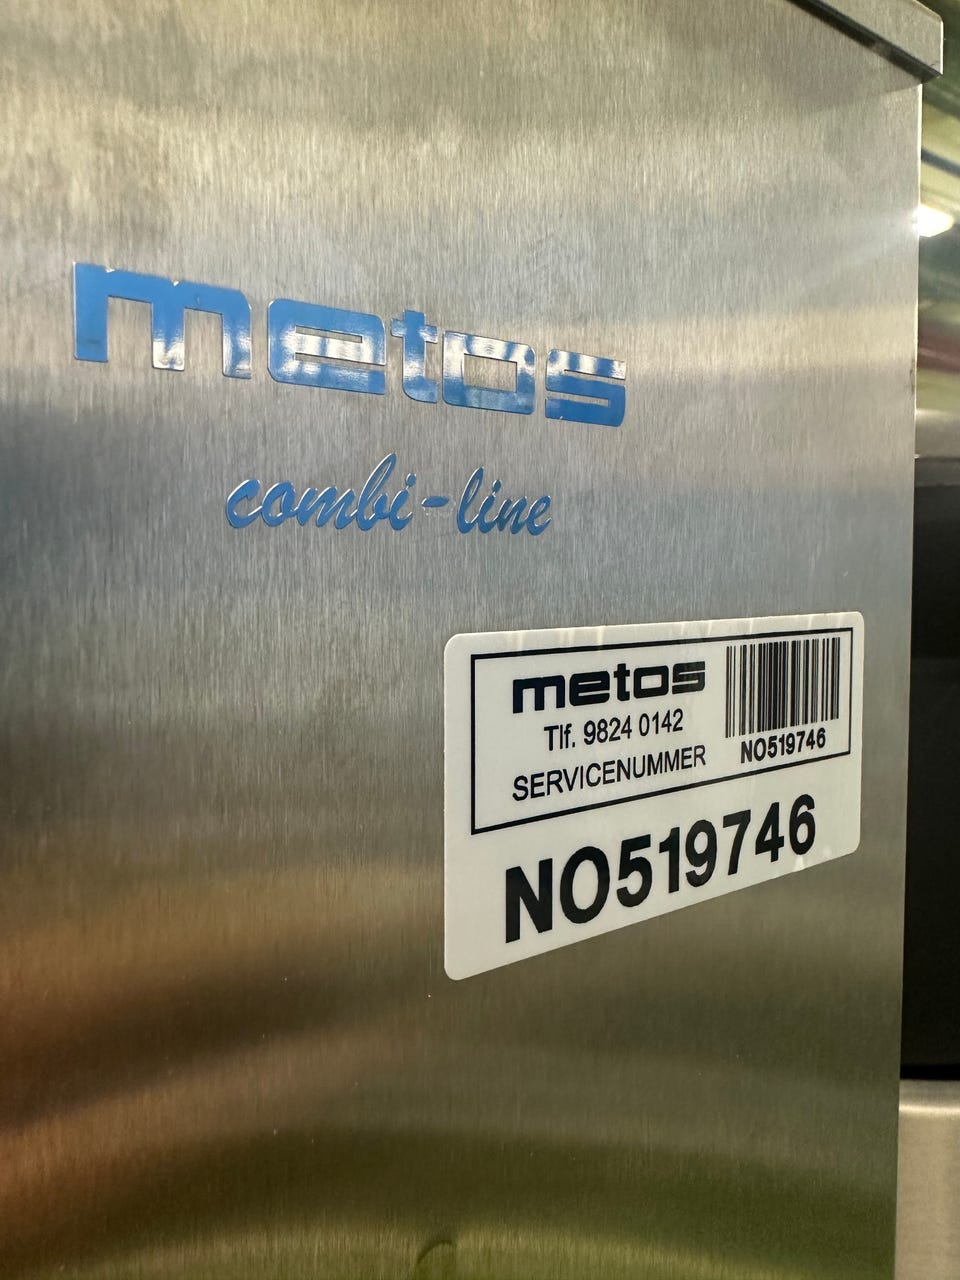 metos
combi-line
metos
Tlf. 9824 0142
SERVICENUMMER
NO519746
NO519746